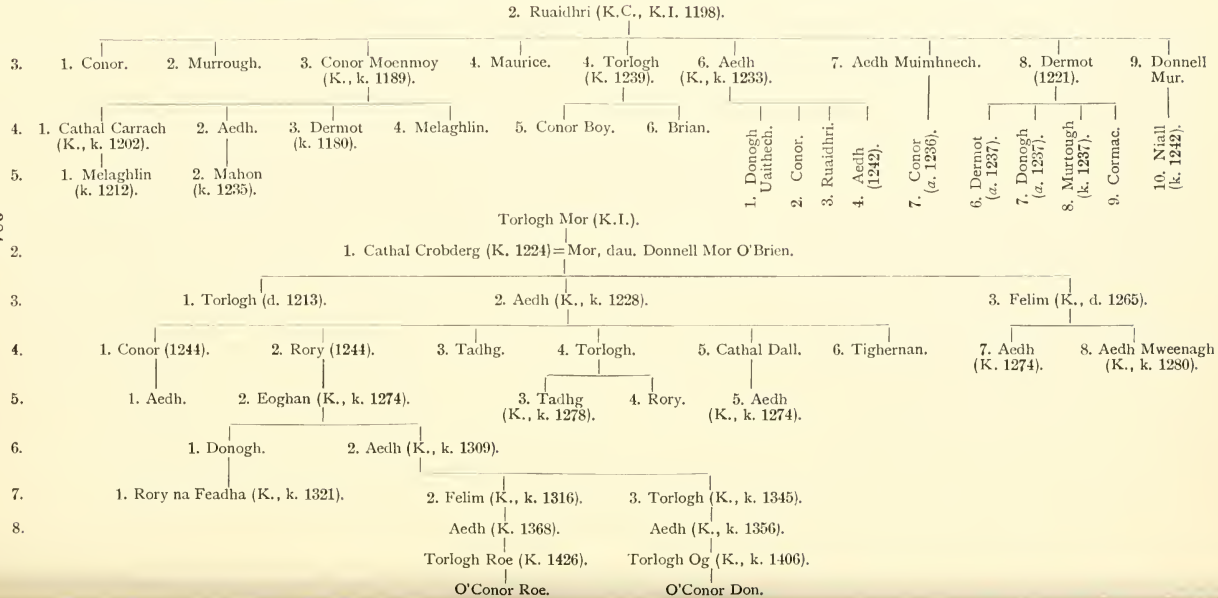 2. Ruaidhri (K.C., K.I. 1198).
3. 1. Conor. 2. Murrough. 3. Conor Moenmoy 4. Maurice. 4. Torlogh 6. Aedh 7. Aedh Muimhnech. 8. Dermot 9. Donnell
(K., k. 1189). (K. 1239). (K., k. 1233). (1221). Mur.
4. 1. Cathal Carrach 2. Aedh. 3. Dermot 4. Melaghlin. 5. Conor Boy. 6. Brian.
(K., k. 1202). (k. 1180).
1. Donogh
Uaithech.
2. Conor.
3. Ruaidhri.
4. Aedh
(1242).
7. Conor
(a. 1236).
6. Dermot
(a. 1237).
7. Donogh
(a. 1237).
8. Murtough
(k. 1237).
9. Cormac.
10. Niall
(k. 1242).
5. 1. Melaghlin 2. Mahon
(k. 1212). (k. 1235).
Torlogh Mor (K.I.).
2. 1. Cathal Crobderg (K. 1224)=Mor, dau. Donnell Mor O'Brien.
3. 1. Torlogh (d. 1213). 2. Aedh (K., k. 1228). 3. Felim (K., d. 1265).
4. 1. Conor (1244). 2. Rory (1244). 3. Tadhg. 4. Torlogh. 5. Cathal Dall. 6. Tighernan. 7. Aedh 8. Aedh Mweenagh
(K. 1274). (K., k. 1280).
5. 1. Aedh. 2. Eoghan (K., k. 1274). 3. Tadhg 4. Rory. 5. Aedh
(K., k. 1278). (K., k. 1274).
6. 1. Donogh. 2. Aedh (K., k. 1309).
7. 1. Rory na Feadha (K., k. 1321). 2. Felim (K., k. 1316). 3. Torlogh (K., k. 1345).
8. Aedh (K. 1368). Aedh (K., k. 1356).
Torlogh Roe (K. 1426). Torlogh Og (K., k. 1406).
O'Conor Roe. O'Conor Don.